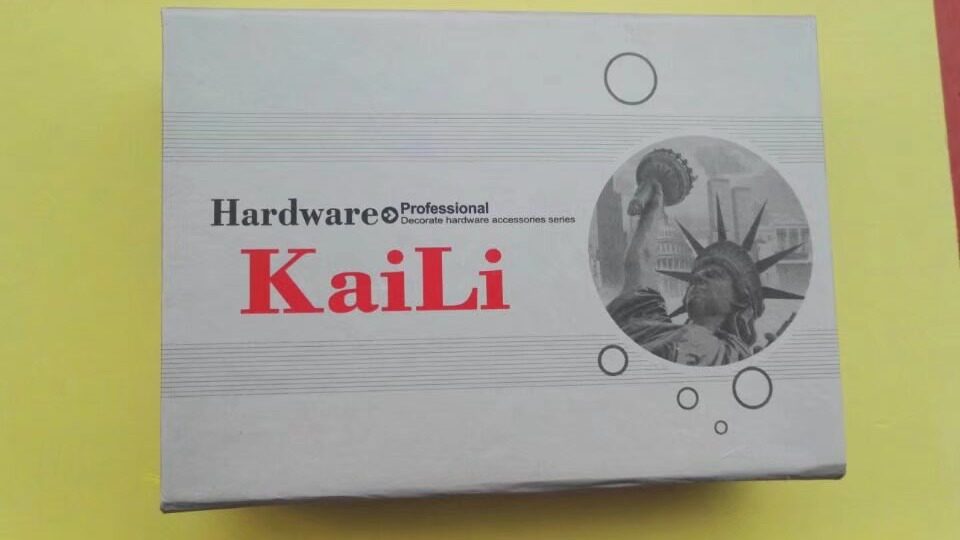 Hardware Professional
Decorate hardware accessories series
KaiLi